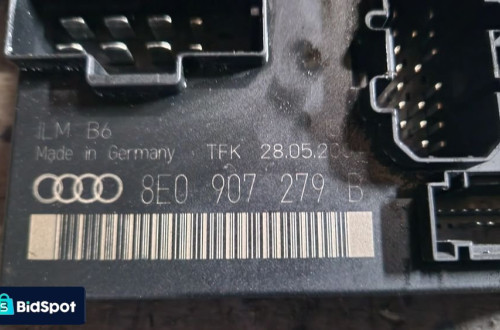 ILM B6
Made in Germany TFK 28.05.20
8E0 907 279 B
BidSpot